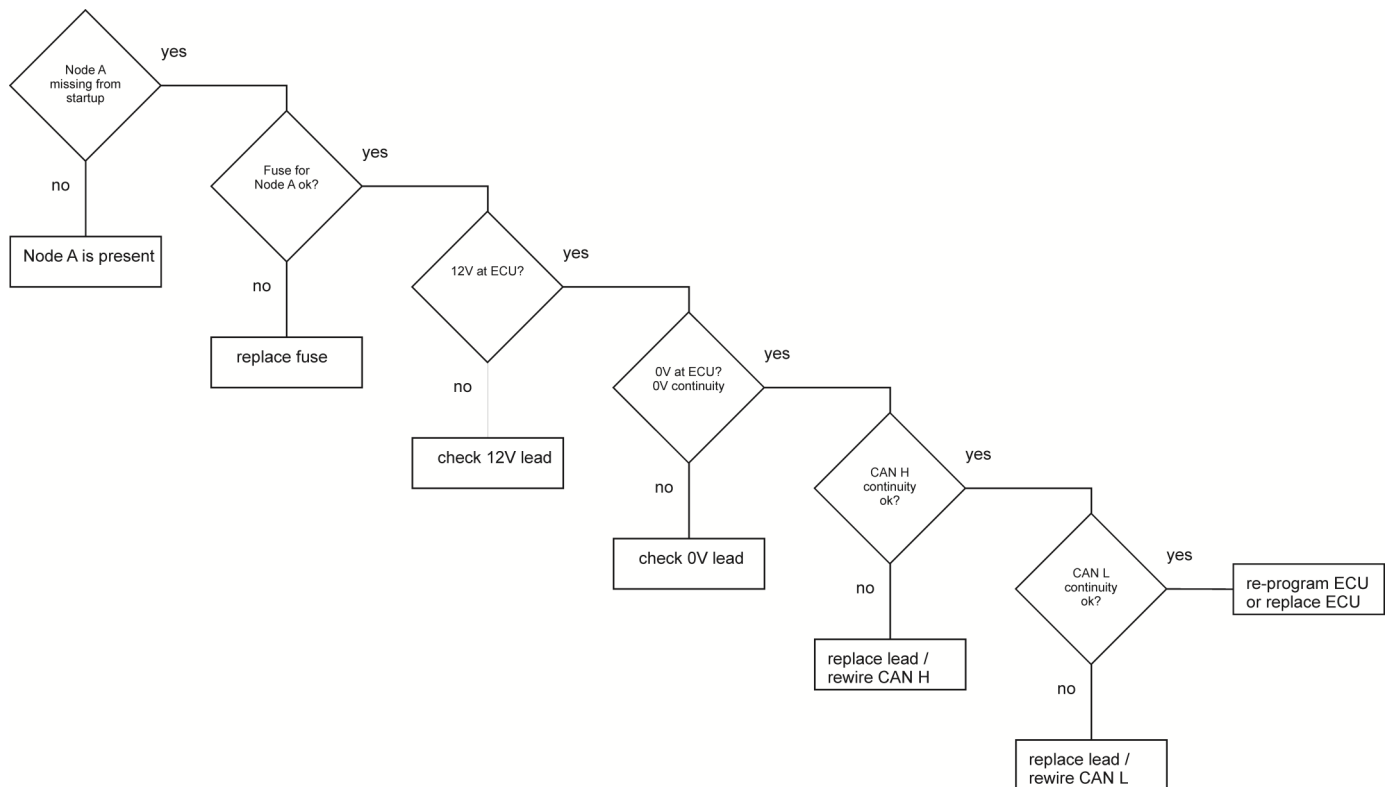 yes
Node A
missing from
startup
no
Node A is present
yes
Fuse for
Node A ok?
no
replace fuse
yes
12V at ECU?
no
check 12V lead
yes
0V at ECU?
0V continuity
no
check 0V lead
yes
CAN H
continuity
ok?
no
replace lead /
rewire CAN H
yes
CAN L
continuity
ok?
re-program ECU
or replace ECU
no
replace lead /
rewire CAN L